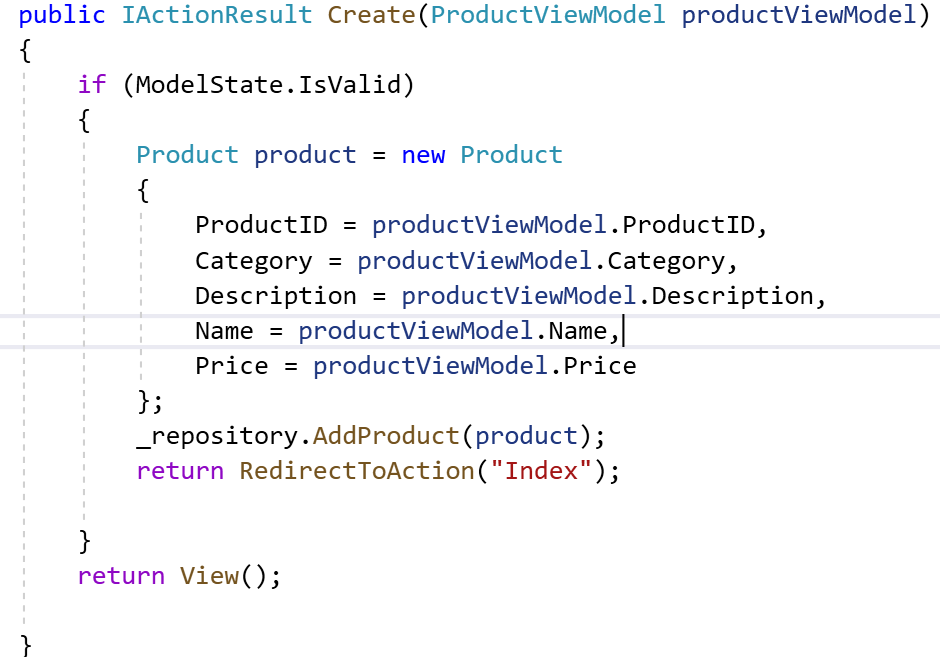 public IActionResult Create(ProductViewModel productViewModel)
{
if (ModelState.IsValid)
{
Product product = new Product
{
ProductID = productViewModel.ProductID,
Category = productViewModel.Category,
Description = productViewModel.Description,
Name = productViewModel.Name,
Price = productViewModel.Price
};
_repository.AddProduct(product);
return RedirectToAction("Index");
}
return View();
}